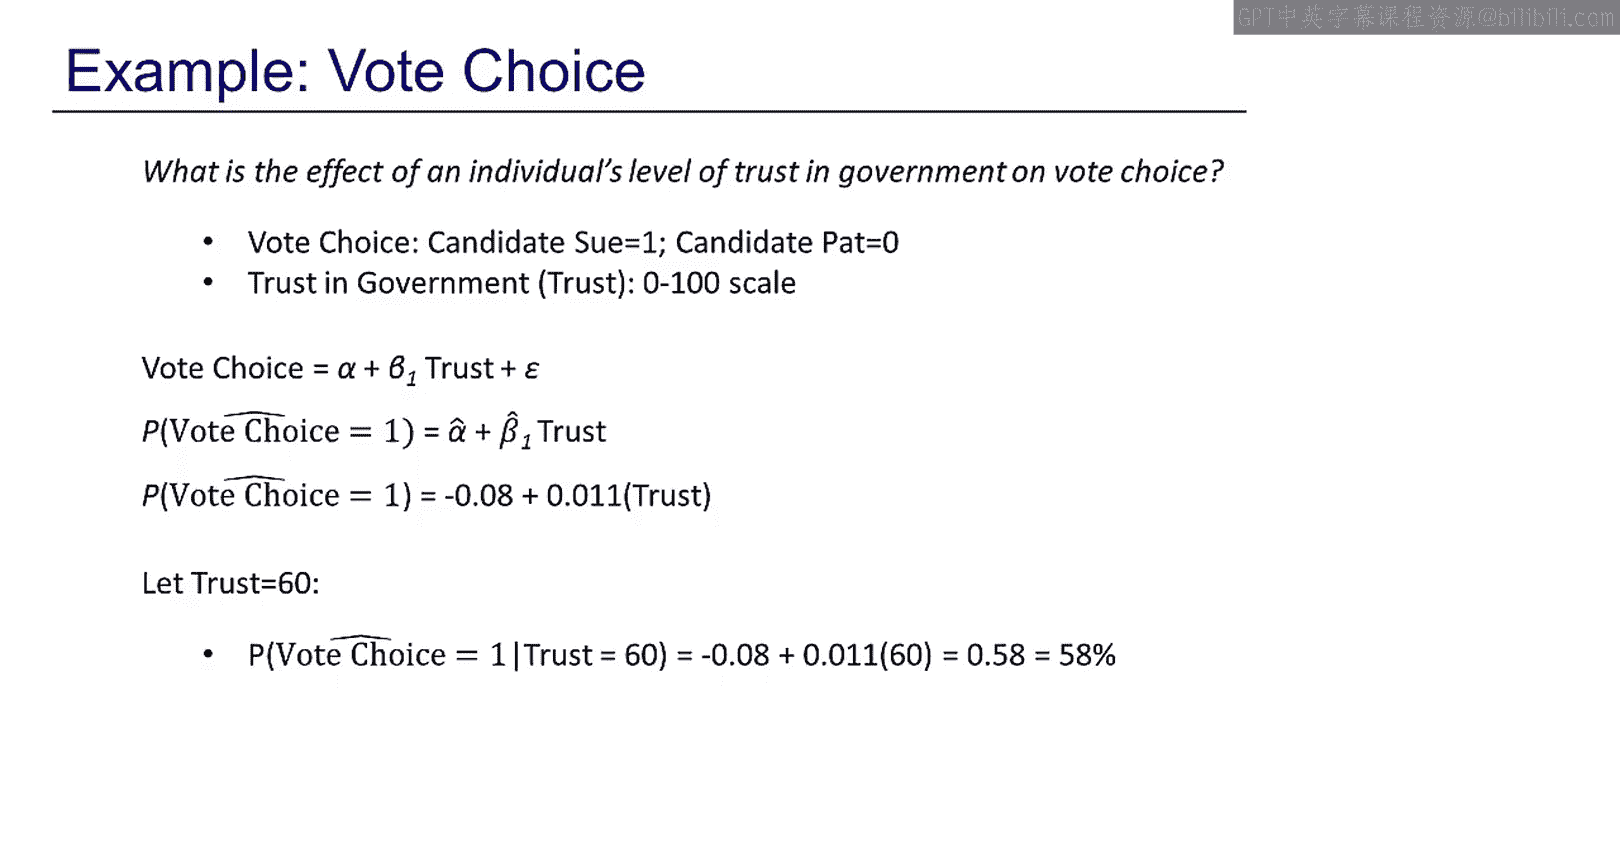 GPT中英字幕课程资源@bilibili.com
Example: Vote Choice
What is the effect of an individual’s level of trust in government on vote choice?
• Vote Choice: Candidate Sue=1; Candidate Pat=0
• Trust in Government (Trust): 0-100 scale
Vote Choice = α + β₁ Trust + ε
P(Vote Choice = 1) = α̂ + β̂₁ Trust
P(Vote Choice = 1) = -0.08 + 0.011(Trust)
Let Trust=60:
• P(Vote Choice = 1|Trust = 60) = -0.08 + 0.011(60) = 0.58 = 58%